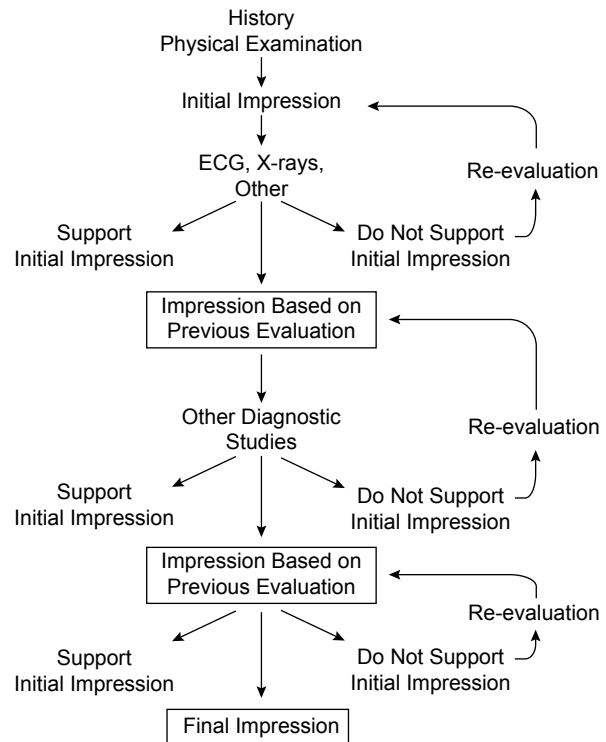 History
Physical Examination
Initial Impression
ECG, X-rays,
Other
Re-evaluation
Support
Initial Impression
Do Not Support
Initial Impression
Impression Based on
Previous Evaluation
Other Diagnostic
Studies
Re-evaluation
Support
Initial Impression
Do Not Support
Initial Impression
Impression Based on
Previous Evaluation
Re-evaluation
Support
Initial Impression
Do Not Support
Initial Impression
Final Impression